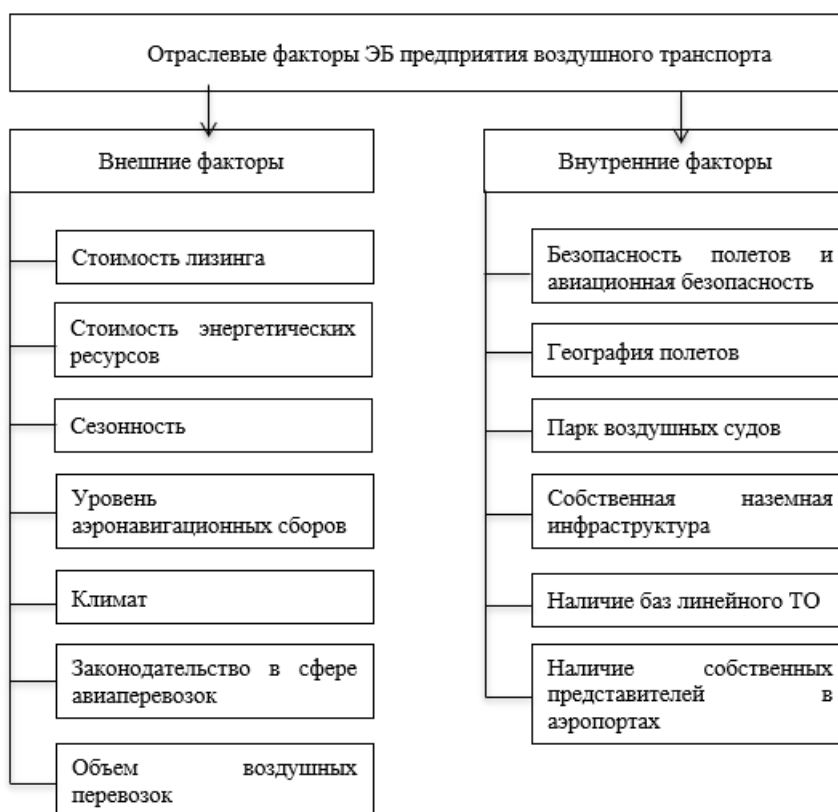 Отраслевые факторы ЭБ предприятия воздушного транспорта
Внешние факторы
Стоимость лизинга
Стоимость энергетических
ресурсов
Сезонность
Уровень
аэронавигационных сборов
Климат
Законодательство в сфере
авиаперевозок
Объем воздушных
перевозок
Внутренние факторы
Безопасность полетов и
авиационная безопасность
География полетов
Парк воздушных судов
Собственная наземная
инфраструктура
Наличие баз линейного ТО
Наличие собственных
представителей в
аэропортах